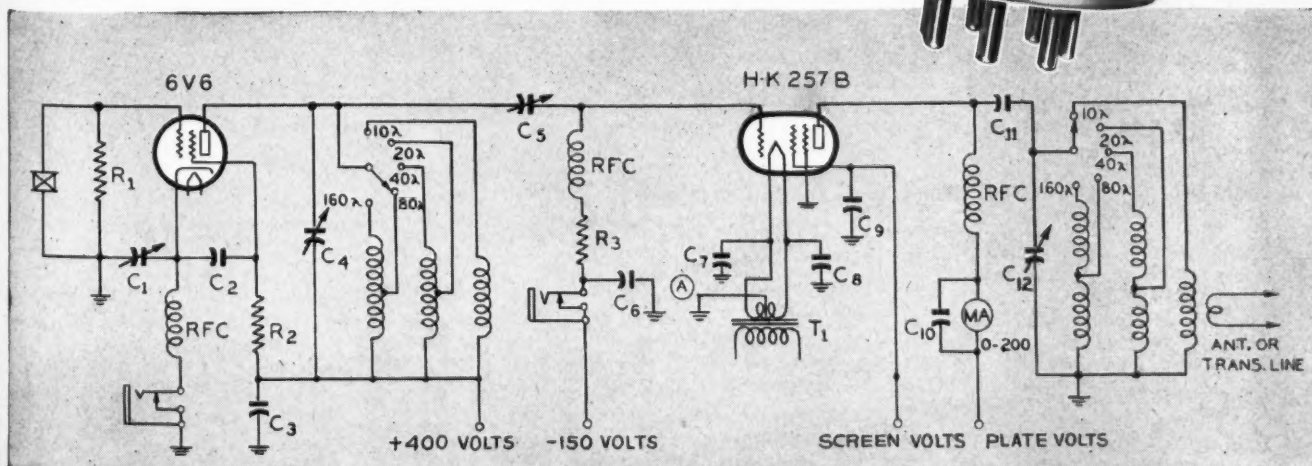 6V6
H-K 257B
R₁
C₁
C₂
RFC
R₂
C₃
C₄
10λ
20λ
40λ
80λ
160λ
+400 VOLTS
C₅
RFC
R₃
C₆
-150 VOLTS
C₇
C₈
A
T₁
C₉
SCREEN VOLTS
C₁₁
RFC
C₁₀
MA
0-200
PLATE VOLTS
C₁₂
10λ
20λ
40λ
80λ
160λ
ANT. OR
TRANS. LINE